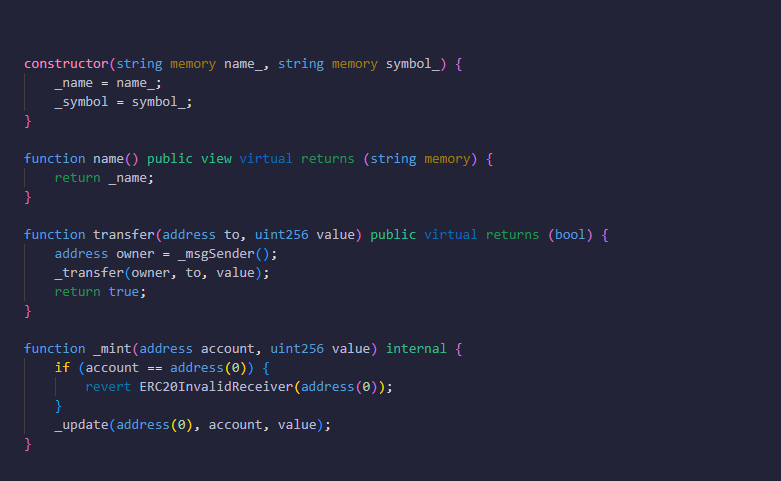 constructor(string memory name_, string memory symbol_) {
    _name = name_;
    _symbol = symbol_;
}
function name() public view virtual returns (string memory) {
    return _name;
}
function transfer(address to, uint256 value) public virtual returns (bool) {
    address owner = _msgSender();
    _transfer(owner, to, value);
    return true;
}
function _mint(address account, uint256 value) internal {
    if (account == address(0)) {
        revert ERC20InvalidReceiver(address(0));
    }
    _update(address(0), account, value);
}